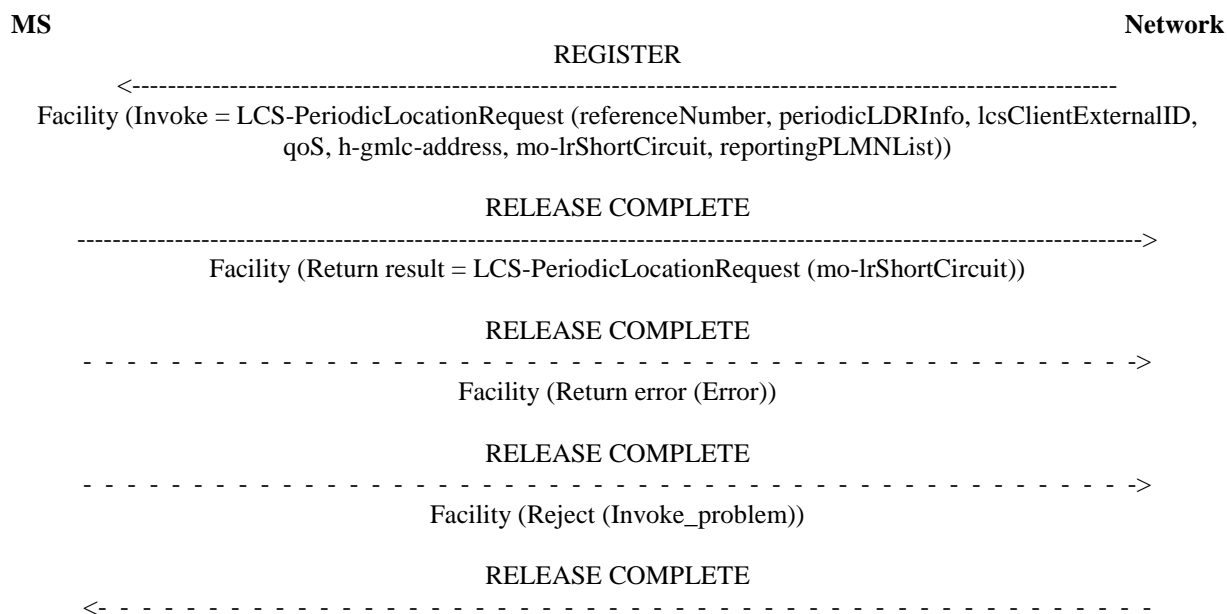 MS Network
REGISTER
<----------------------------------------------------------------------------------------------------------------
Facility (Invoke = LCS-PeriodicLocationRequest (referenceNumber, periodicLDRInfo, lcsClientExternalID,
qoS, h-gmlc-address, mo-lrShortCircuit, reportingPLMNList))
RELEASE COMPLETE
------------------------------------------------------------------------------------------------------------------------->
Facility (Return result = LCS-PeriodicLocationRequest (mo-lrShortCircuit))
RELEASE COMPLETE
- - - - - - - - - - - - - - - - - - - - - - - - - - - - - - - - - - - - - - - - - - - - - - - ->
Facility (Return error (Error))
RELEASE COMPLETE
- - - - - - - - - - - - - - - - - - - - - - - - - - - - - - - - - - - - - - - - - - - - - - - ->
Facility (Reject (Invoke_problem))
RELEASE COMPLETE
<- - - - - - - - - - - - - - - - - - - - - - - - - - - - - - - - - - - - - - - - - - - - - - - -